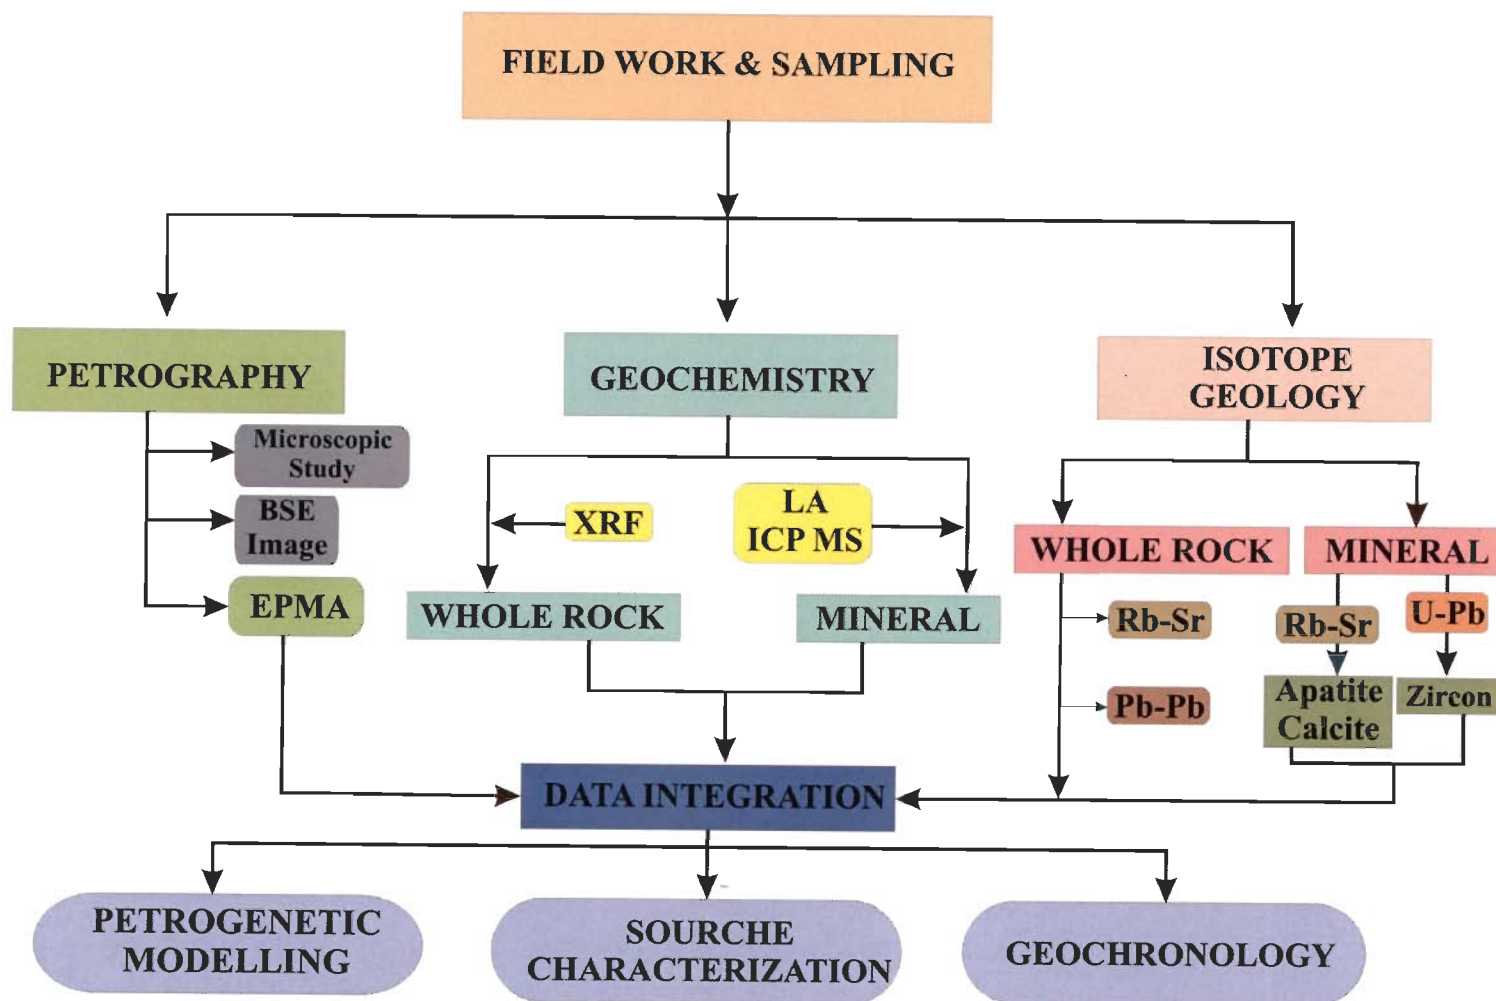 FIELD WORK & SAMPLING
PETROGRAPHY
GEOCHEMISTRY
ISOTOPE
GEOLOGY
Microscopic
Study
BSE
Image
EPMA
XRF
LA
ICP MS
WHOLE ROCK
MINERAL
WHOLE ROCK
MINERAL
Rb-Sr
Pb-Pb
Rb-Sr
U-Pb
Apatite
Calcite
Zircon
DATA INTEGRATION
PETROGENETIC
MODELLING
SOURCHE
CHARACTERIZATION
GEOCHRONOLOGY